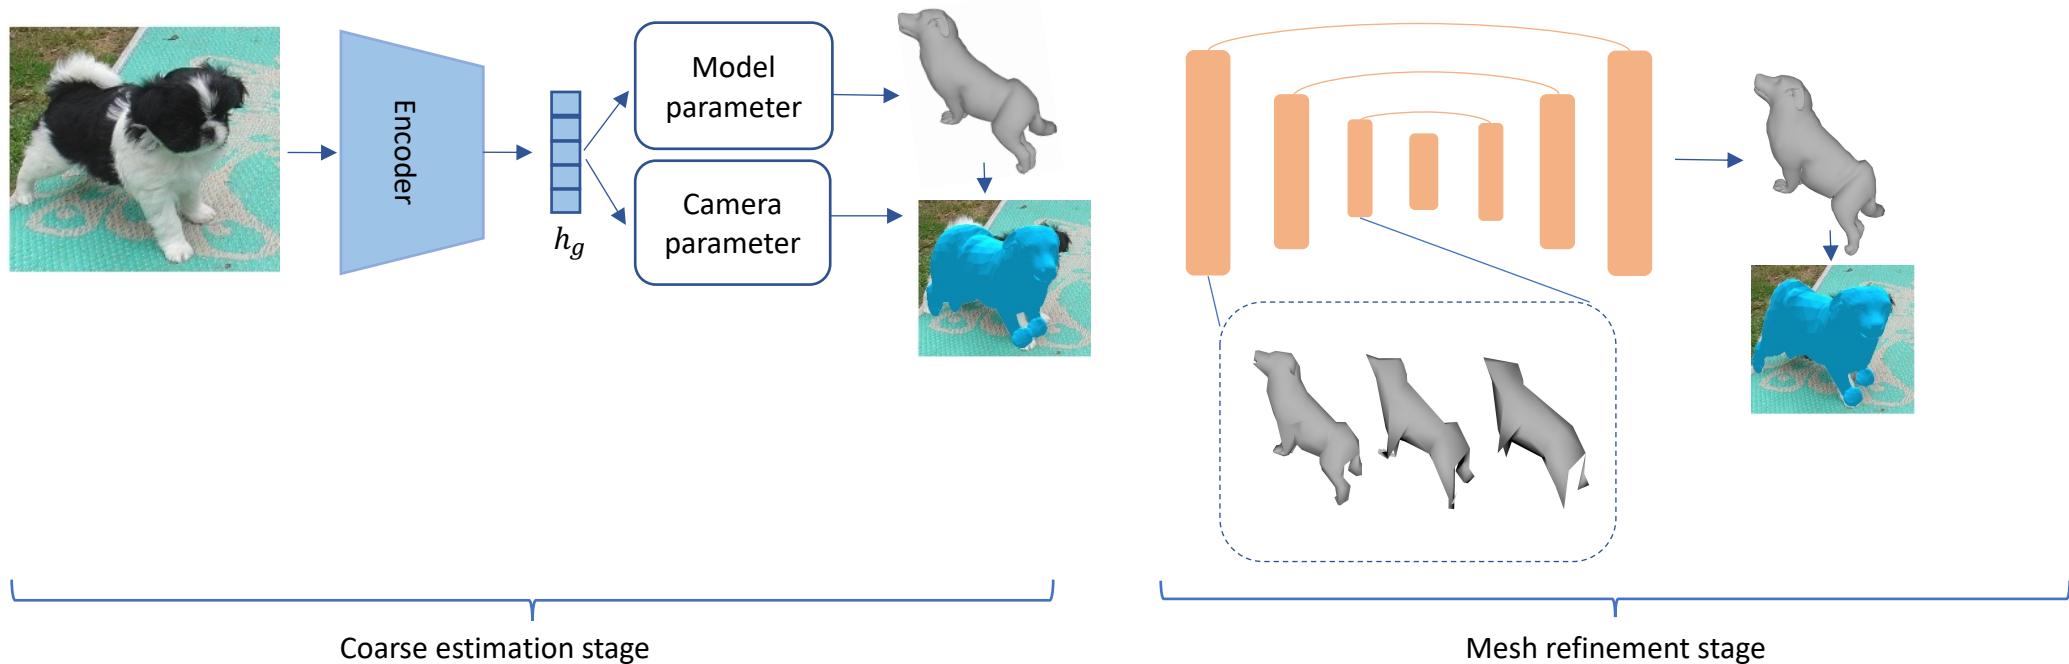 Encoder
h_g
Model
parameter
Camera
parameter
Coarse estimation stage
Mesh refinement stage